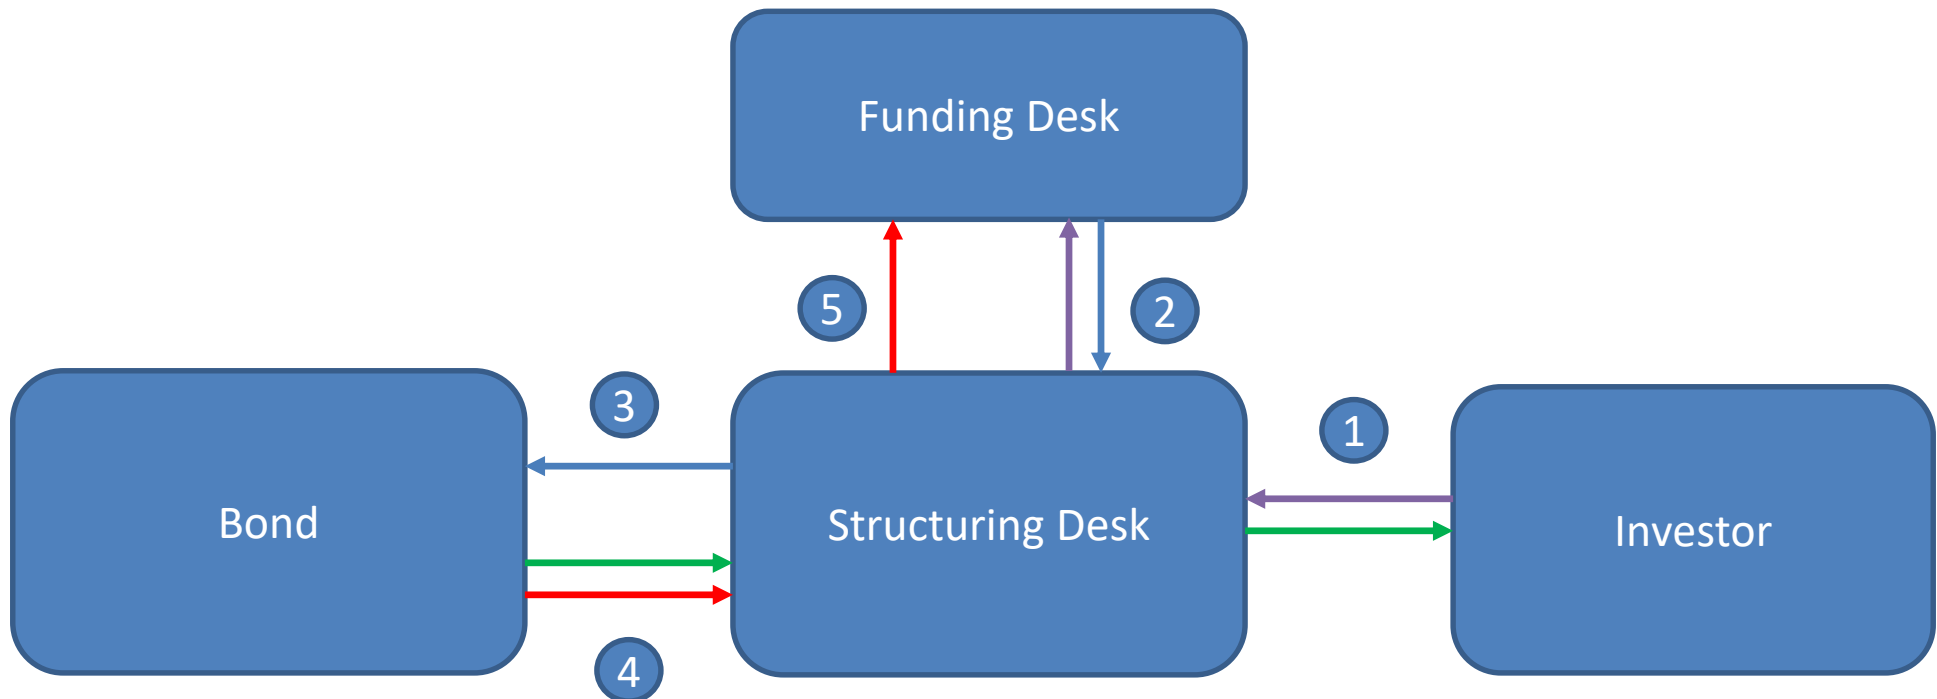 Funding Desk
5
2
3
1
Bond
Structuring Desk
Investor
4